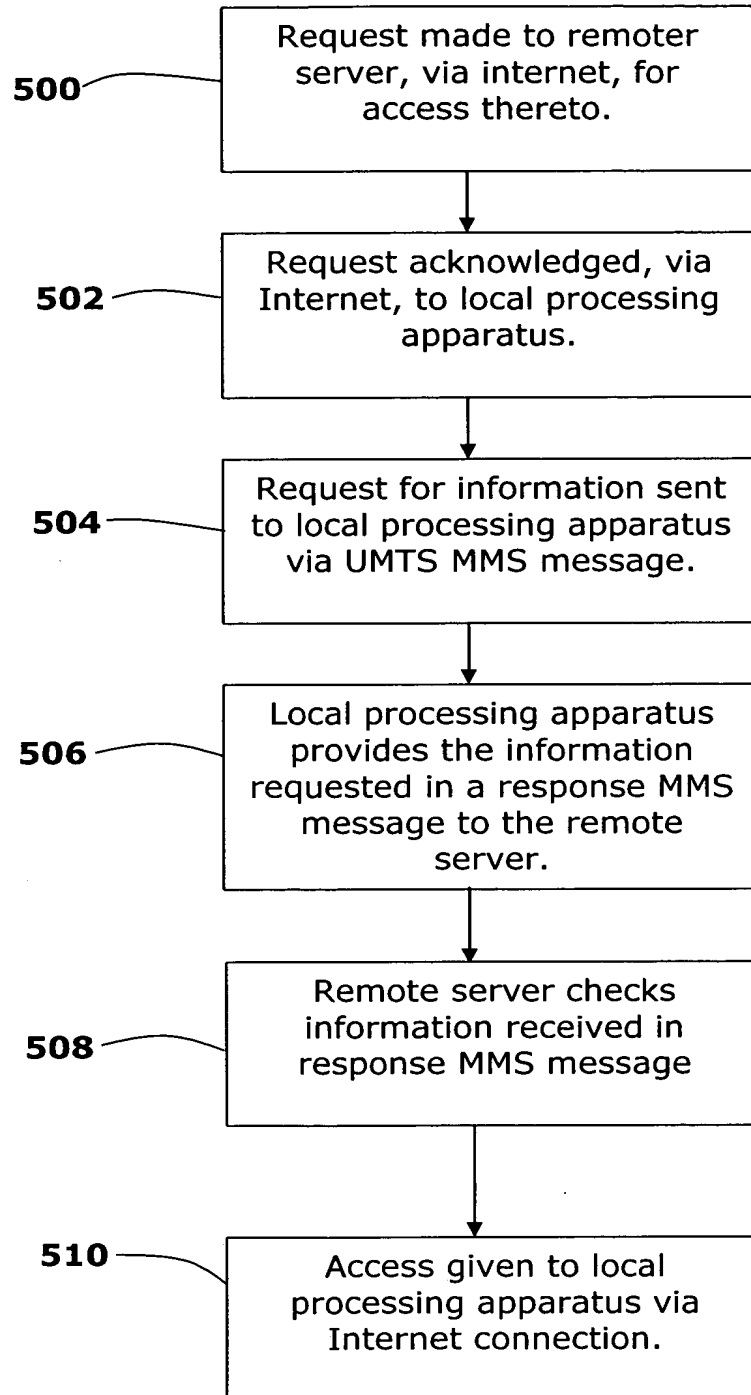 500
Request made to remoter
server, via internet, for
access thereto.
502
Request acknowledged, via
Internet, to local processing
apparatus.
504
Request for information sent
to local processing apparatus
via UMTS MMS message.
506
Local processing apparatus
provides the information
requested in a response MMS
message to the remote
server.
508
Remote server checks
information received in
response MMS message
510
Access given to local
processing apparatus via
Internet connection.